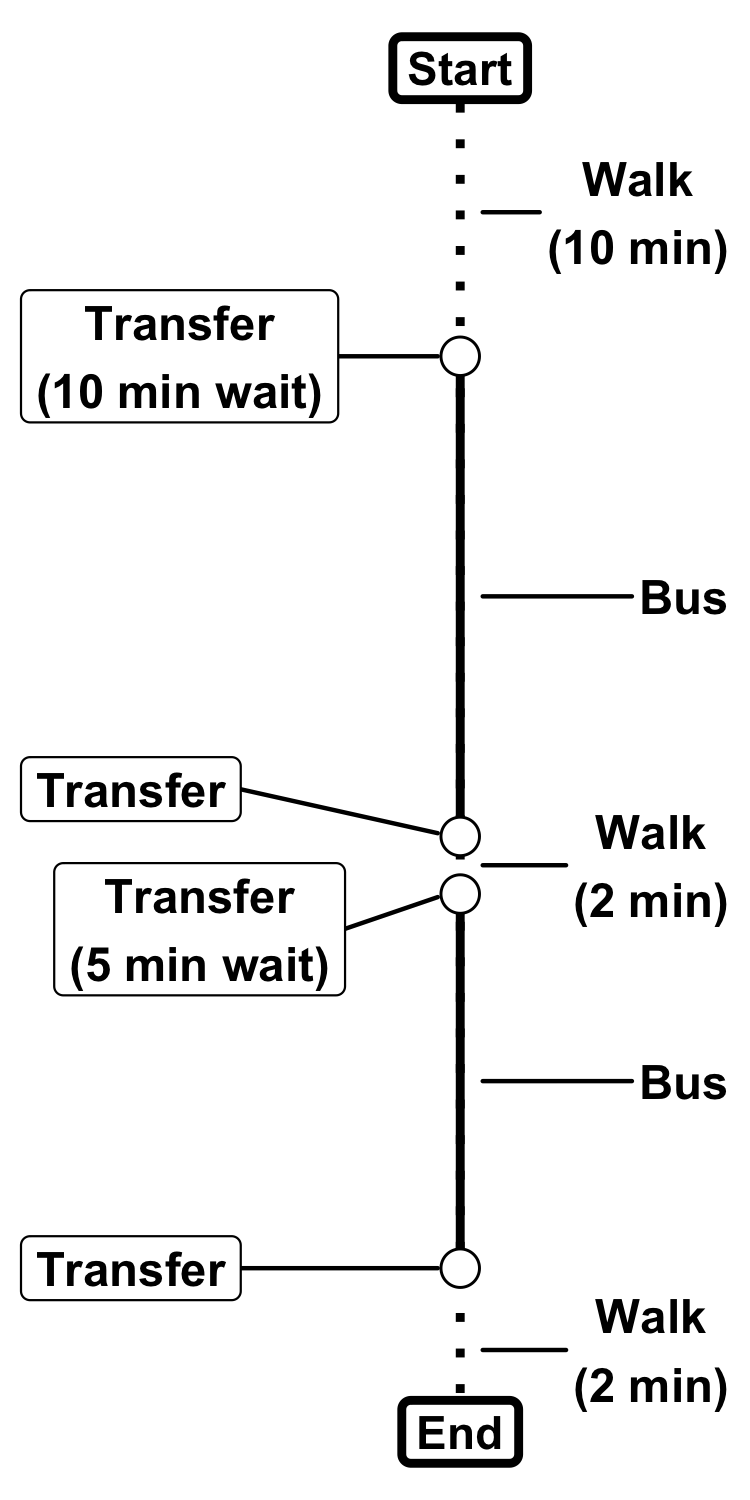 Start
Walk
(10 min)
Transfer
(10 min wait)
Bus
Transfer
Walk
(2 min)
Transfer
(5 min wait)
Bus
Transfer
Walk
(2 min)
End